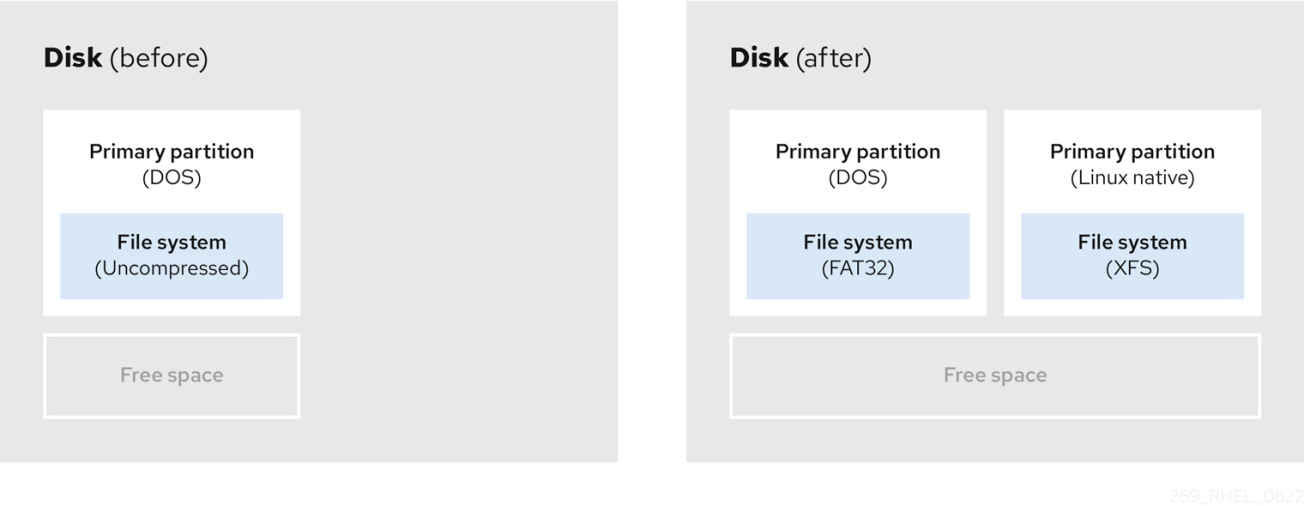 Disk (before)
Primary partition
(DOS)
File system
(Uncompressed)
Free space
Disk (after)
Primary partition
(DOS)
File system
(FAT32)
Primary partition
(Linux native)
File system
(XFS)
Free space
269_RHEL_0822